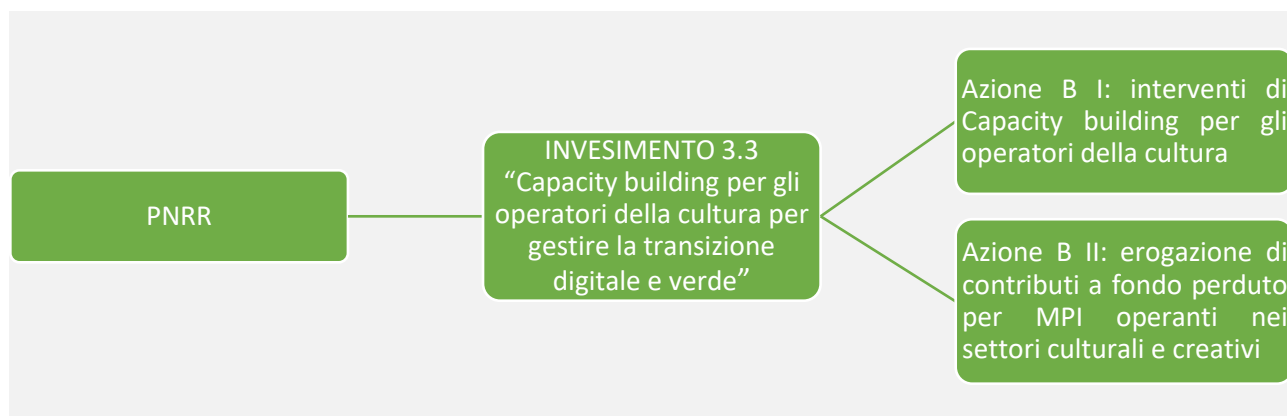 PNRR
INVESIMENTO 3.3
“Capacity building per gli
operatori della cultura per
gestire la transizione
digitale e verde”
Azione B I: interventi di
Capacity building per gli
operatori della cultura
Azione B II: erogazione di
contributi a fondo perduto
per MPI operanti nei
settori culturali e creativi